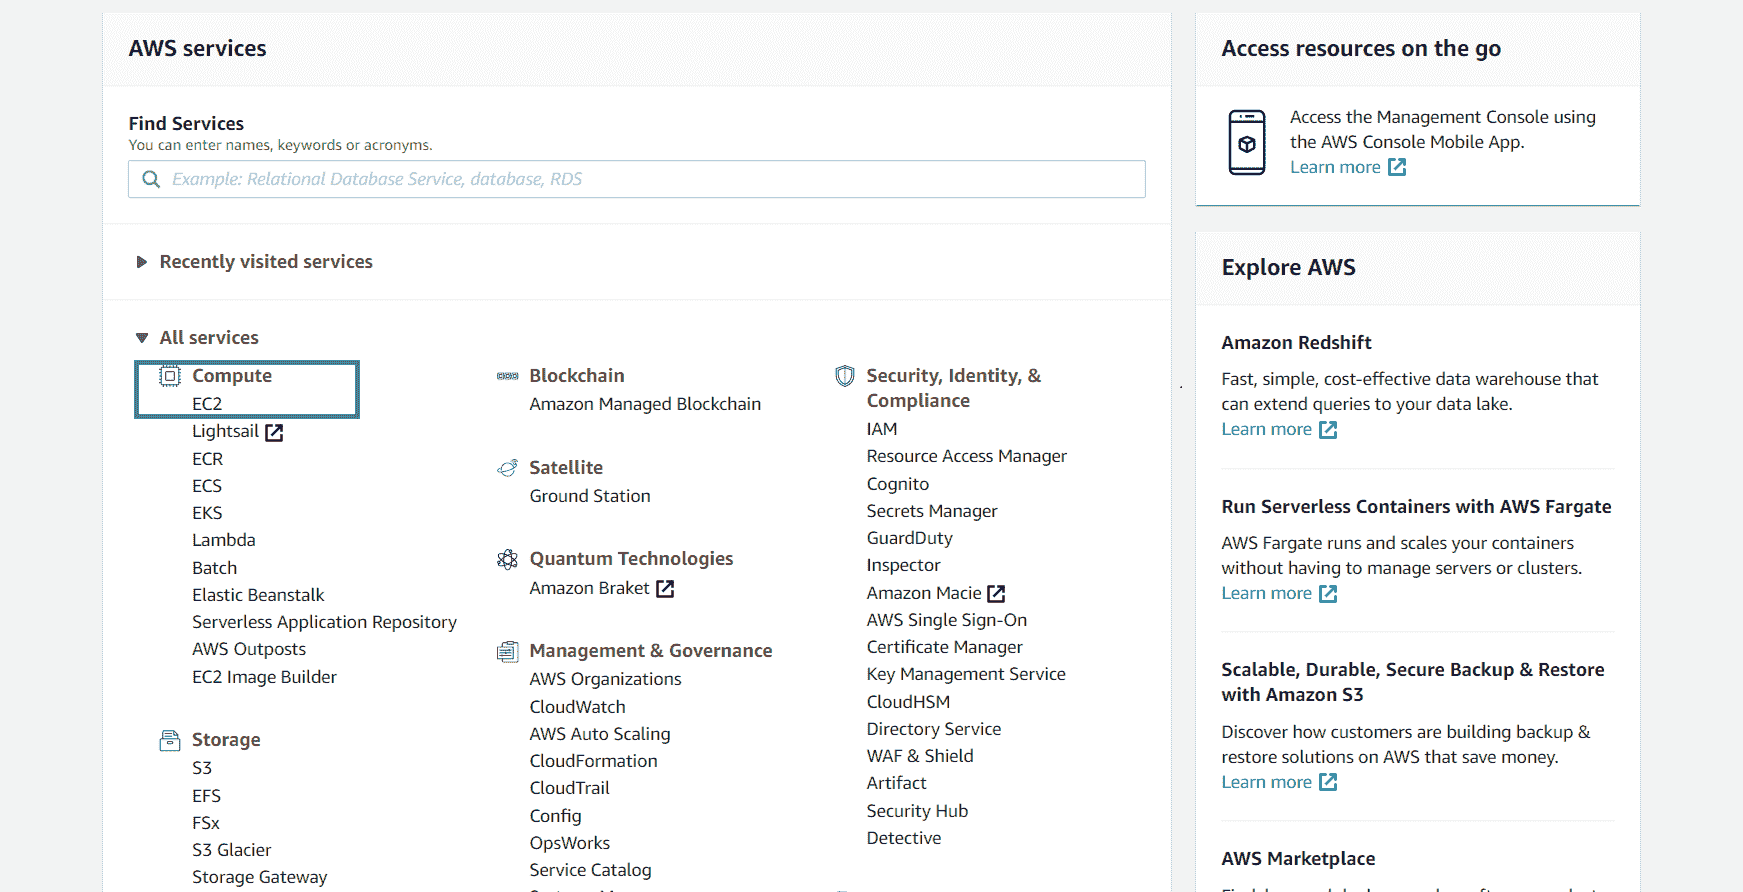 AWS services
Find Services
You can enter names, keywords or acronyms.
Example: Relational Database Service, database, RDS
Recently visited services
All services
Compute
EC2
Lightsail
ECR
ECS
EKS
Lambda
Batch
Elastic Beanstalk
Serverless Application Repository
AWS Outposts
EC2 Image Builder
Storage
S3
EFS
FSx
S3 Glacier
Storage Gateway
Blockchain
Amazon Managed Blockchain
Satellite
Ground Station
Quantum Technologies
Amazon Braket
Management & Governance
AWS Organizations
CloudWatch
AWS Auto Scaling
CloudFormation
CloudTrail
Config
OpsWorks
Service Catalog
Security, Identity, &
Compliance
IAM
Resource Access Manager
Cognito
Secrets Manager
GuardDuty
Inspector
Amazon Macie
AWS Single Sign-On
Certificate Manager
Key Management Service
CloudHSM
Directory Service
WAF & Shield
Artifact
Security Hub
Detective
Access resources on the go
Access the Management Console using
the AWS Console Mobile App.
Learn more
Explore AWS
Amazon Redshift
Fast, simple, cost-effective data warehouse that
can extend queries to your data lake.
Learn more
Run Serverless Containers with AWS Fargate
AWS Fargate runs and scales your containers
without having to manage servers or clusters.
Learn more
Scalable, Durable, Secure Backup & Restore
with Amazon S3
Discover how customers are building backup &
restore solutions on AWS that save money.
Learn more
AWS Marketplace